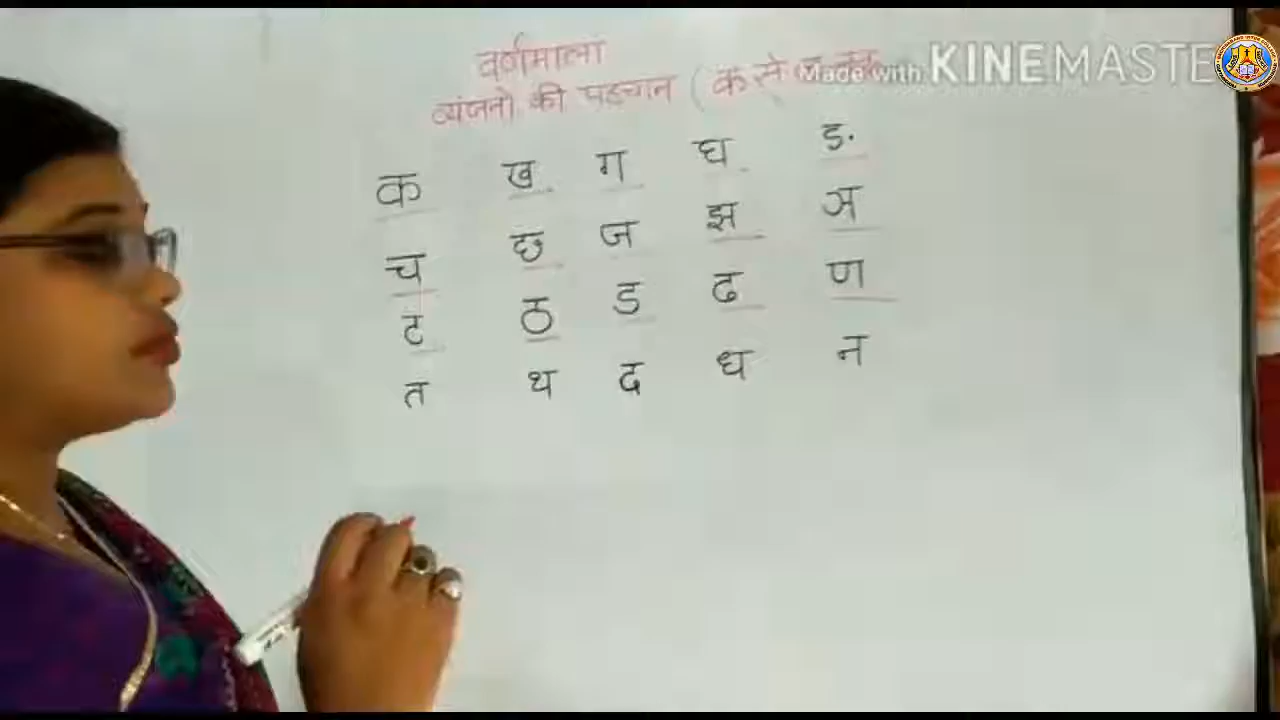 वर्णमाला
व्यंजनो की पहचान ( क से
Made with KINEMASTE
क ख ग घ ङ
च छ ज झ ञ
ट ठ ड ढ ण
त थ द ध न